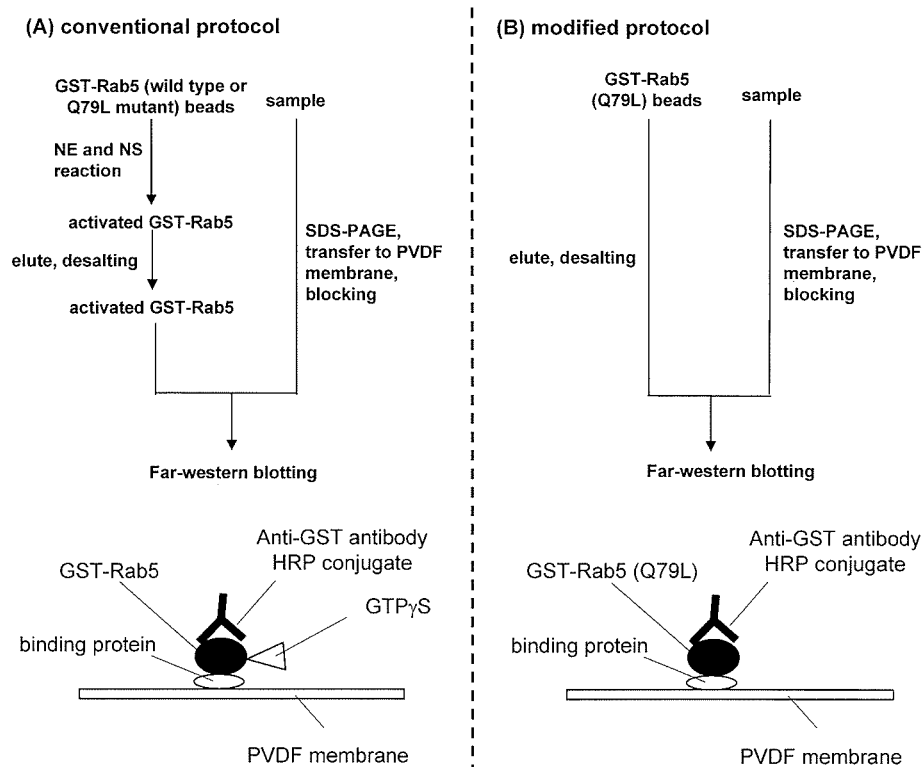 (A) conventional protocol
GST-Rab5 (wild type or
Q79L mutant) beads
sample
NE and NS
reaction
activated GST-Rab5
elute, desalting
activated GST-Rab5
SDS-PAGE,
transfer to PVDF
membrane,
blocking
Far-western blotting
Anti-GST antibody
HRP conjugate
GST-Rab5
GTPγS
binding protein
PVDF membrane
(B) modified protocol
GST-Rab5
(Q79L) beads
sample
elute, desalting
SDS-PAGE,
transfer to PVDF
membrane,
blocking
Far-western blotting
Anti-GST antibody
HRP conjugate
GST-Rab5 (Q79L)
binding protein
PVDF membrane